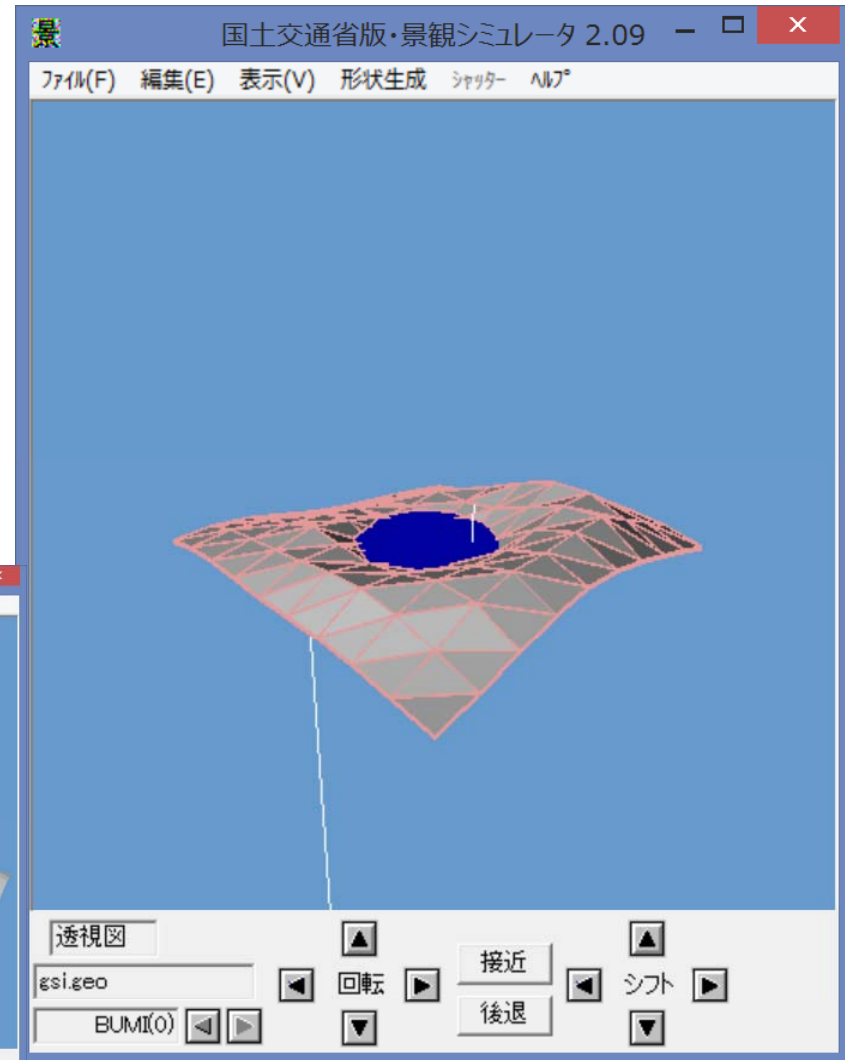 景 国土交通省版・景観シミュレータ 2.09
ファイル(F) 編集(E) 表示(V) 形状生成 シャッター ヘルプ
透視図
gsi.geo
BUMI(0)
回転
接近
後退
シフト